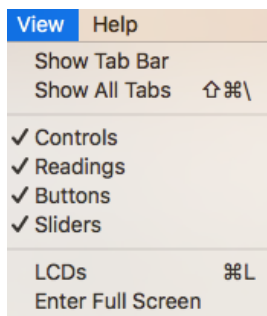 View Help
Show Tab Bar
Show All Tabs ⇧⌘\
✓ Controls
✓ Readings
✓ Buttons
✓ Sliders
LCDs ⌘L
Enter Full Screen